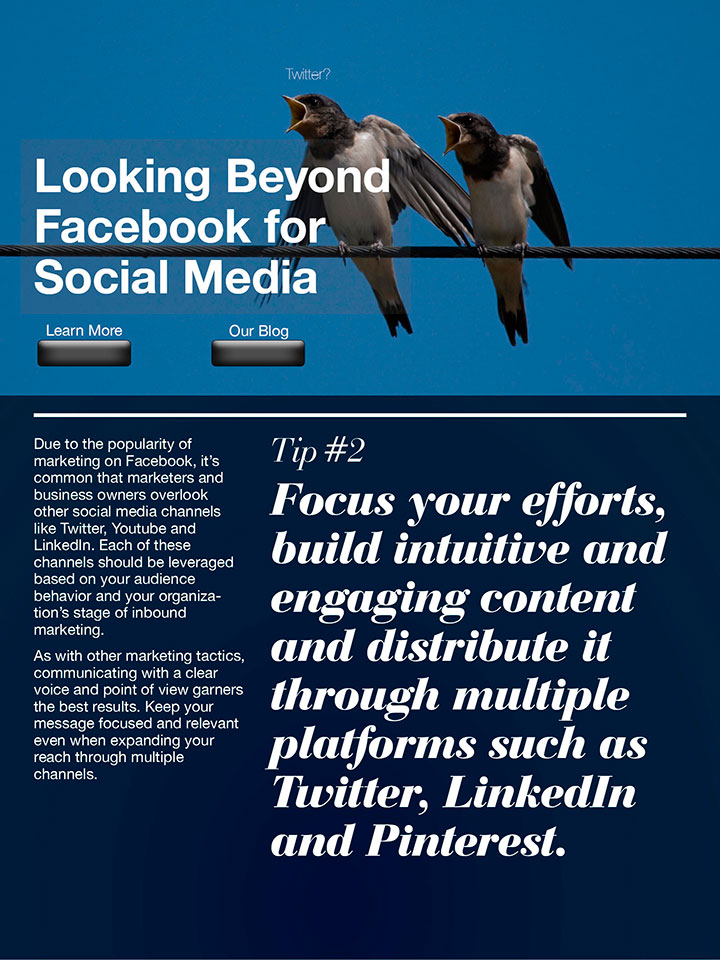 Twitter?
Looking Beyond
Facebook for
Social Media
Learn More
Our Blog
Due to the popularity of
marketing on Facebook, it's
common that marketers and
business owners overlook
other social media channels
like Twitter, Youtube and
LinkedIn. Each of these
channels should be leveraged
based on your audience
behavior and your organiza-
tion's stage of inbound
marketing.
As with other marketing tactics,
communicating with a clear
voice and point of view garners
the best results. Keep your
message focused and relevant
even when expanding your
reach through multiple
channels.
Tip #2
Focus your efforts,
build intuitive and
engaging content
and distribute it
through multiple
platforms such as
Twitter, LinkedIn
and Pinterest.